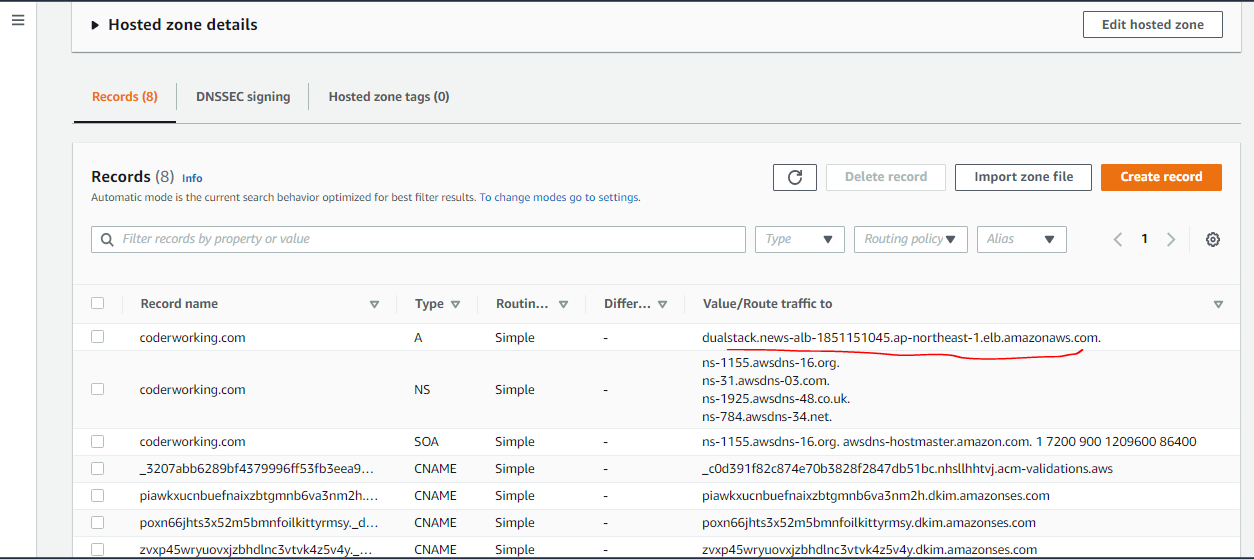 Hosted zone details
Edit hosted zone
Records (8)
DNSSEC signing
Hosted zone tags (0)
Records (8) Info
Delete record
Import zone file
Create record
Automatic mode is the current search behavior optimized for best filter results. To change modes go to settings.
Filter records by property or value
Type
Routing policy
Alias
1
Record name Type Routin... Differ... Value/Route traffic to
coderworking.com A Simple - dualstack.news-alb-1851151045.ap-northeast-1.elb.amazonaws.com.
ns-1155.awsdns-16.org.
ns-31.awsdns-03.com.
coderworking.com NS Simple -
ns-1925.awsdns-48.co.uk.
ns-784.awsdns-34.net.
coderworking.com SOA Simple - ns-1155.awsdns-16.org. awsdns-hostmaster.amazon.com. 1 7200 900 1209600 86400
_3207abb6289bf4379996ff53fb3eea9... CNAME Simple - _c0d391f82c874e70b3828f2847db51bc.nhsllhhtvj.acm-validations.aws
piawkxucnbuefnaixzbtgmnb6va3nm2h.... CNAME Simple - piawkxucnbuefnaixzbtgmnb6va3nm2h.dkim.amazonses.com
poxn66jhts3x52m5bmnfoilkittyrmsy._d... CNAME Simple - poxn66jhts3x52m5bmnfoilkittyrmsy.dkim.amazonses.com
zvxp45wryuovxjzbhdlnc3vtvk4z5v4y._... CNAME Simple - zvxp45wryuovxjzbhdlnc3vtvk4z5v4y.dkim.amazonses.com